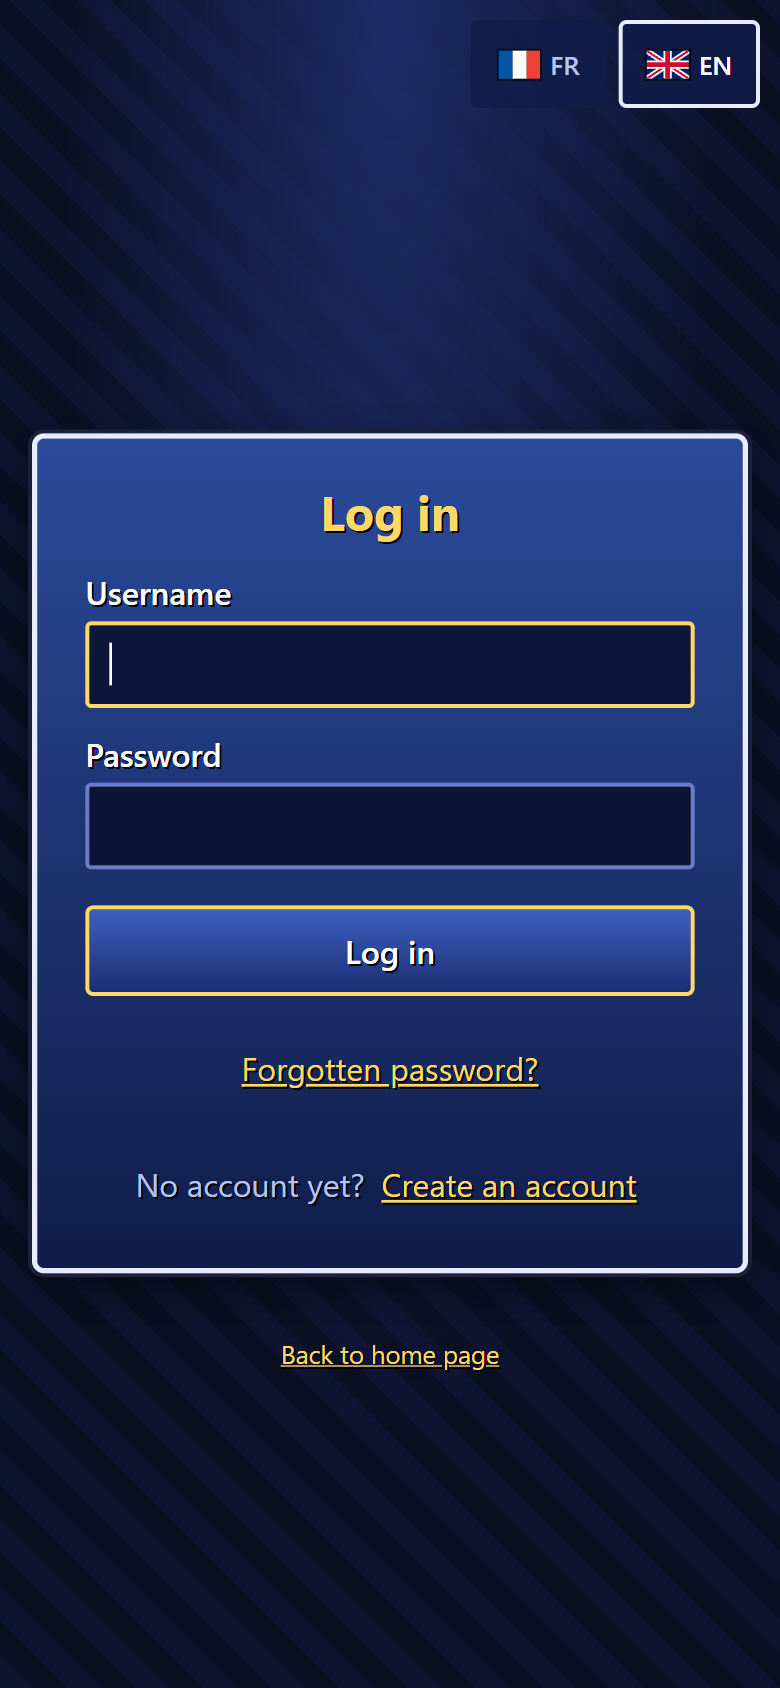 FR EN
Log in
Username
Password
Log in
Forgotten password?
No account yet? Create an account
Back to home page